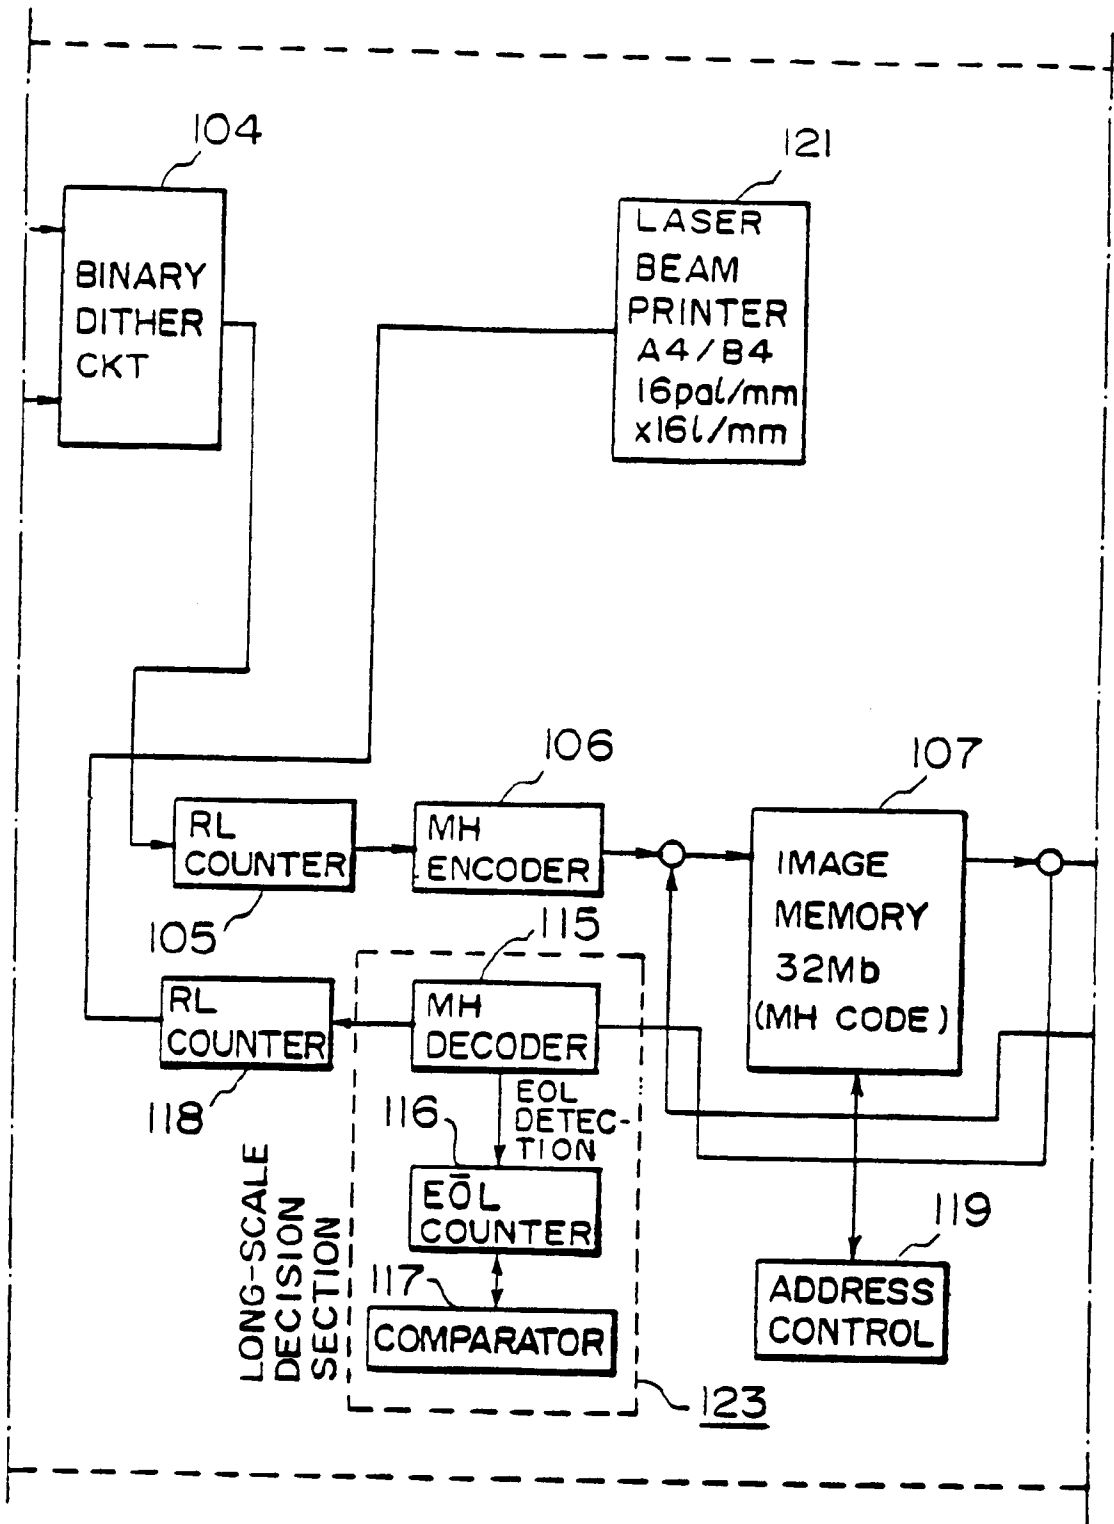 104
BINARY
DITHER
CKT
121
LASER
BEAM
PRINTER
A4/B4
16pal/mm
x16l/mm
106
107
RL
COUNTER
105
MH
ENCODER
IMAGE
MEMORY
32Mb
(MH CODE)
115
RL
COUNTER
118
MH
DECODER
EOL
DETEC-
TION
116
EOL
COUNTER
117
COMPARATOR
LONG-SCALE
DECISION
SECTION
123
119
ADDRESS
CONTROL